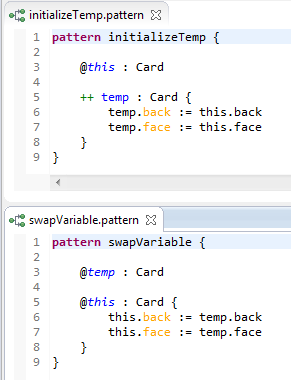 initializeTemp.pattern
1 pattern initializeTemp {
2
3 @this : Card
4
5 ++ temp : Card {
6 temp.back := this.back
7 temp.face := this.face
8 }
9 }
swapVariable.pattern
1 pattern swapVariable {
2
3 @temp : Card
4
5 @this : Card {
6 this.back := temp.back
7 this.face := temp.face
8 }
9 }